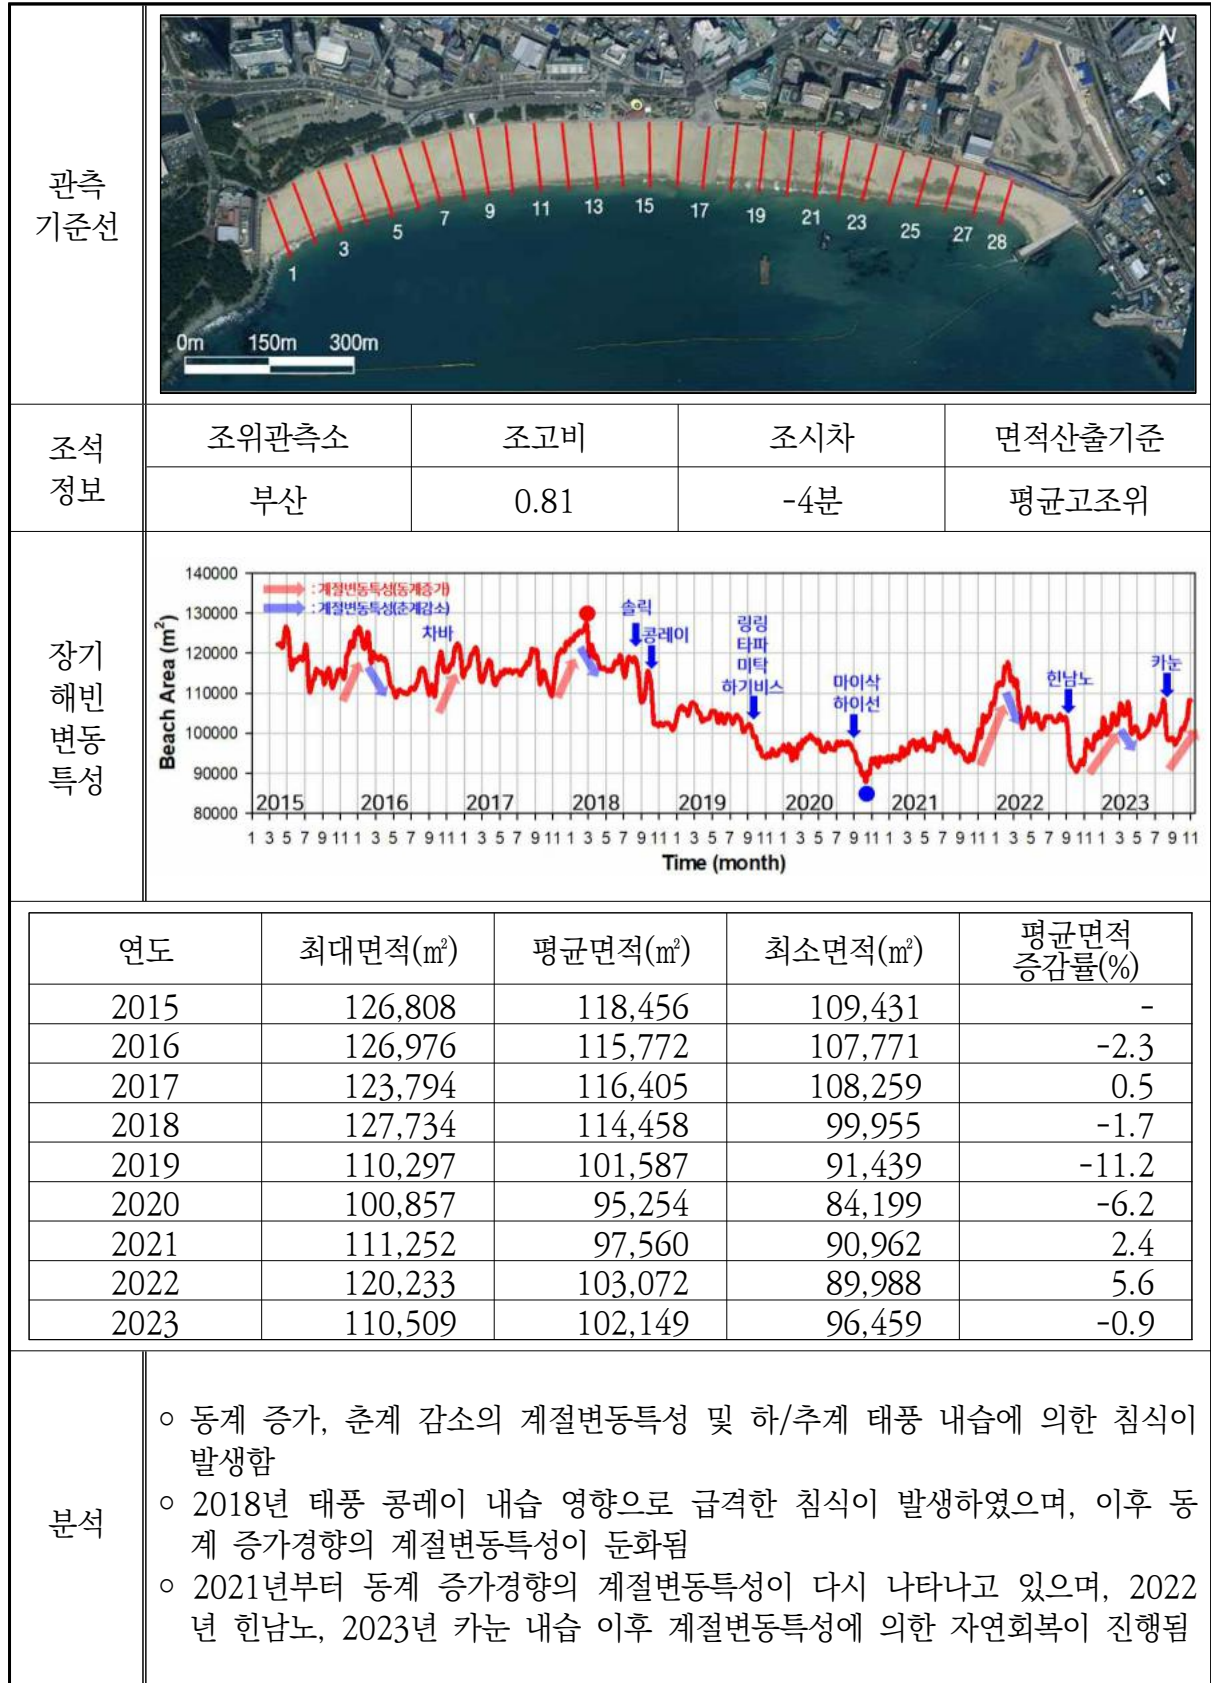 관측
기준선
N
1
3
5
7
9
11
13
15
17
19
21
23
25
27
28
0m 150m 300m
조석
정보
조위관측소 조고비 조시차 면적산출기준
부산 0.81 -4분 평균고조위
장기
해빈
변동
특성
Beach Area (m²)
140000
130000
120000
110000
100000
90000
80000
: 계절변동특성(동계증가)
: 계절변동특성(춘계감소)
차바
솔릭
콩레이
링링
타파
미탁
하기비스
마이삭
하이선
힌남노
카눈
2015 2016 2017 2018 2019 2020 2021 2022 2023
1 3 5 7 9 11 1 3 5 7 9 11 1 3 5 7 9 11 1 3 5 7 9 11 1 3 5 7 9 11 1 3 5 7 9 11 1 3 5 7 9 11 1 3 5 7 9 11 1 3 5 7 9 11
Time (month)
연도 최대면적(㎡) 평균면적(㎡) 최소면적(㎡) 평균면적
증감률(%)
2015 126,808 118,456 109,431 -
2016 126,976 115,772 107,771 -2.3
2017 123,794 116,405 108,259 0.5
2018 127,734 114,458 99,955 -1.7
2019 110,297 101,587 91,439 -11.2
2020 100,857 95,254 84,199 -6.2
2021 111,252 97,560 90,962 2.4
2022 120,233 103,072 89,988 5.6
2023 110,509 102,149 96,459 -0.9
분석
○ 동계 증가, 춘계 감소의 계절변동특성 및 하/추계 태풍 내습에 의한 침식이
발생함
○ 2018년 태풍 콩레이 내습 영향으로 급격한 침식이 발생하였으며, 이후 동
계 증가경향의 계절변동특성이 둔화됨
○ 2021년부터 동계 증가경향의 계절변동특성이 다시 나타나고 있으며, 2022
년 힌남노, 2023년 카눈 내습 이후 계절변동특성에 의한 자연회복이 진행됨